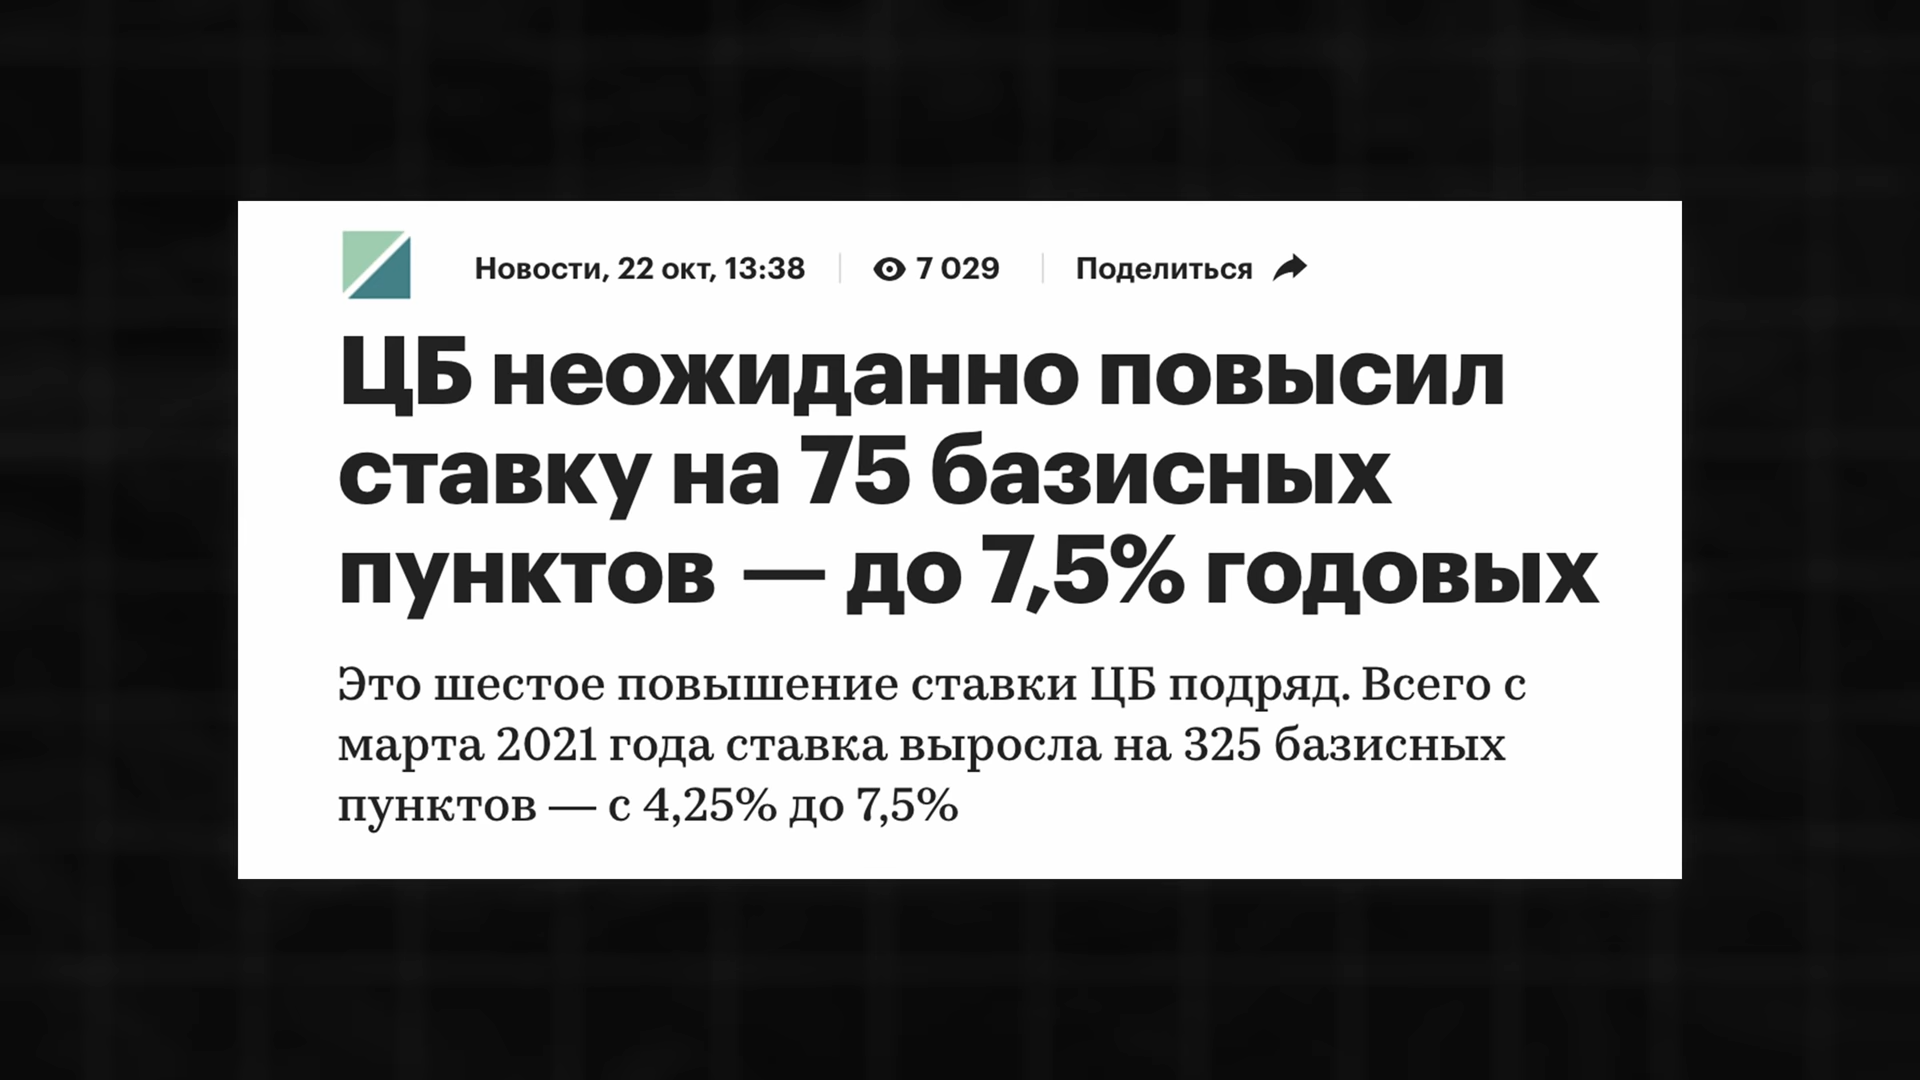 Новости, 22 окт, 13:38 7 029 Поделиться
ЦБ неожиданно повысил
ставку на 75 базисных
пунктов — до 7,5% годовых
Это шестое повышение ставки ЦБ подряд. Всего с
марта 2021 года ставка выросла на 325 базисных
пунктов — с 4,25% до 7,5%